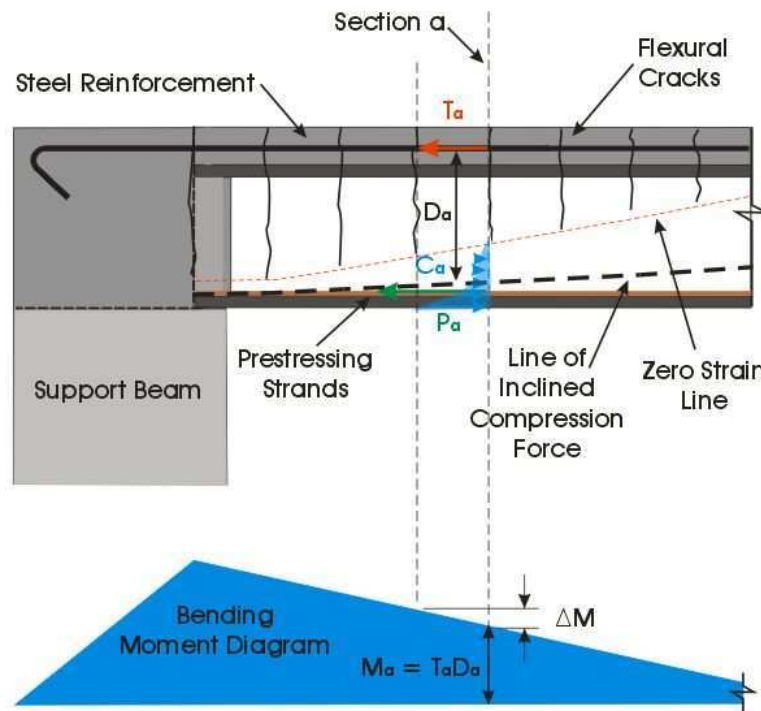 Section a
Flexural
Cracks
Steel Reinforcement
Ta
Da
Ca
Pa
Prestressing
Strands
Line of
Inclined
Compression
Force
Zero Strain
Line
Support Beam
Bending
Moment Diagram
ΔM
Ma = TaDa